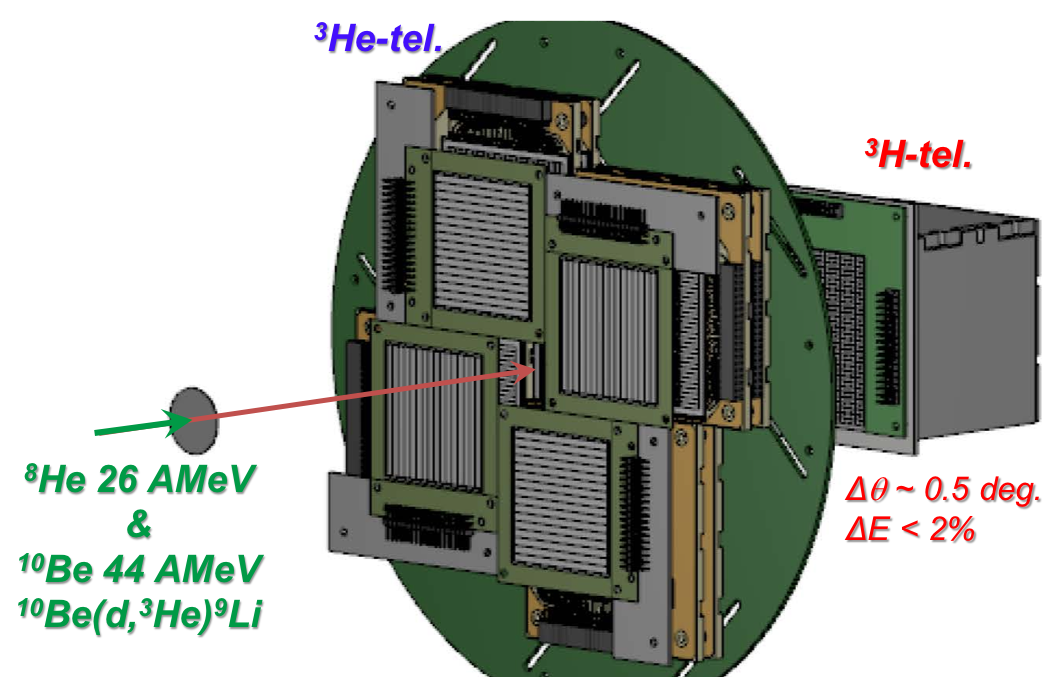 ³He-tel.
³H-tel.
⁸He 26 AMeV
&
¹⁰Be 44 AMeV
¹⁰Be(d,³He)⁹Li
Δθ ~ 0.5 deg.
ΔE < 2%